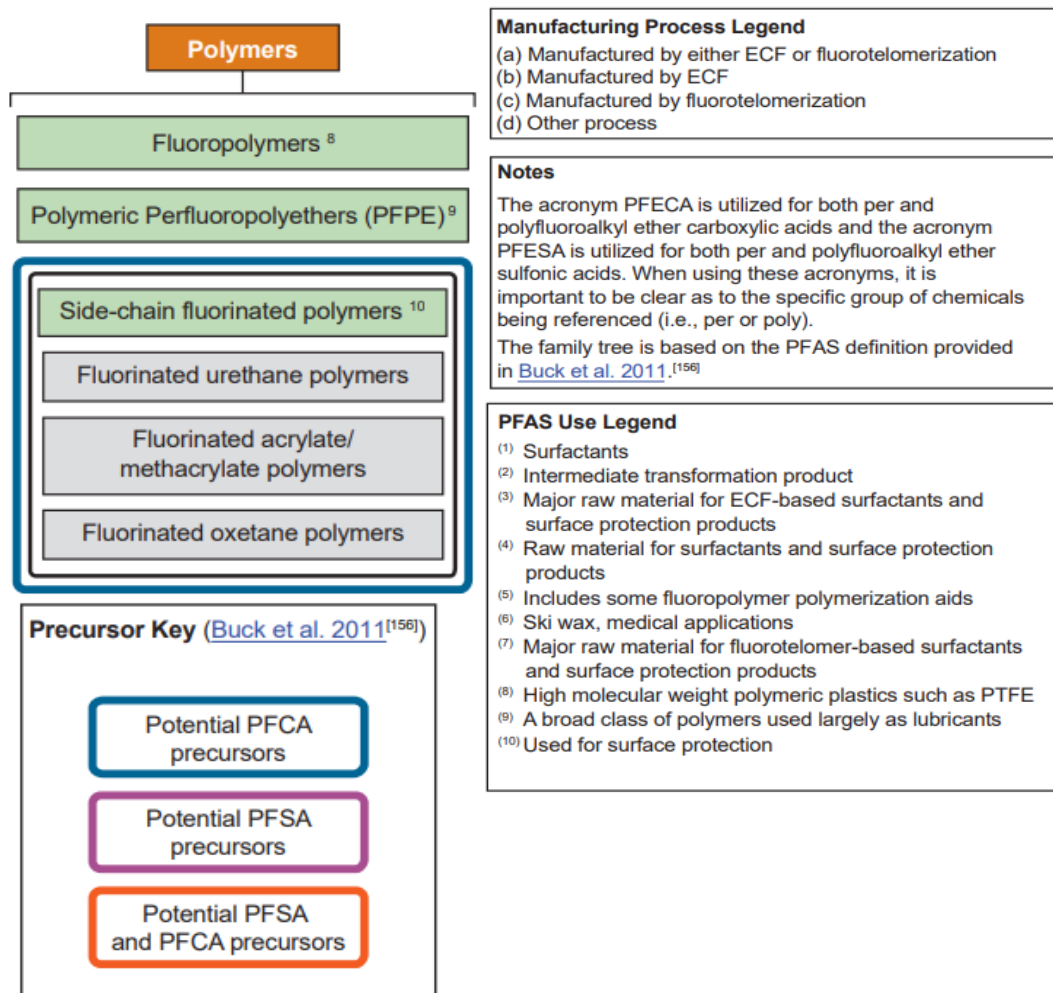 Polymers
Fluoropolymers 8
Polymeric Perfluoropolyethers (PFPE) 9
Side-chain fluorinated polymers 10
Fluorinated urethane polymers
Fluorinated acrylate/
methacrylate polymers
Fluorinated oxetane polymers
Precursor Key (Buck et al. 2011[156])
Potential PFCA
precursors
Potential PFSA
precursors
Potential PFSA
and PFCA precursors
Manufacturing Process Legend
(a) Manufactured by either ECF or fluorotelomerization
(b) Manufactured by ECF
(c) Manufactured by fluorotelomerization
(d) Other process
Notes
The acronym PFECA is utilized for both per and
polyfluoroalkyl ether carboxylic acids and the acronym
PFESA is utilized for both per and polyfluoroalkyl ether
sulfonic acids. When using these acronyms, it is
important to be clear as to the specific group of chemicals
being referenced (i.e., per or poly).
The family tree is based on the PFAS definition provided
in Buck et al. 2011.[156]
PFAS Use Legend
(1) Surfactants
(2) Intermediate transformation product
(3) Major raw material for ECF-based surfactants and
surface protection products
(4) Raw material for surfactants and surface protection
products
(5) Includes some fluoropolymer polymerization aids
(6) Ski wax, medical applications
(7) Major raw material for fluorotelomer-based surfactants
and surface protection products
(8) High molecular weight polymeric plastics such as PTFE
(9) A broad class of polymers used largely as lubricants
(10) Used for surface protection